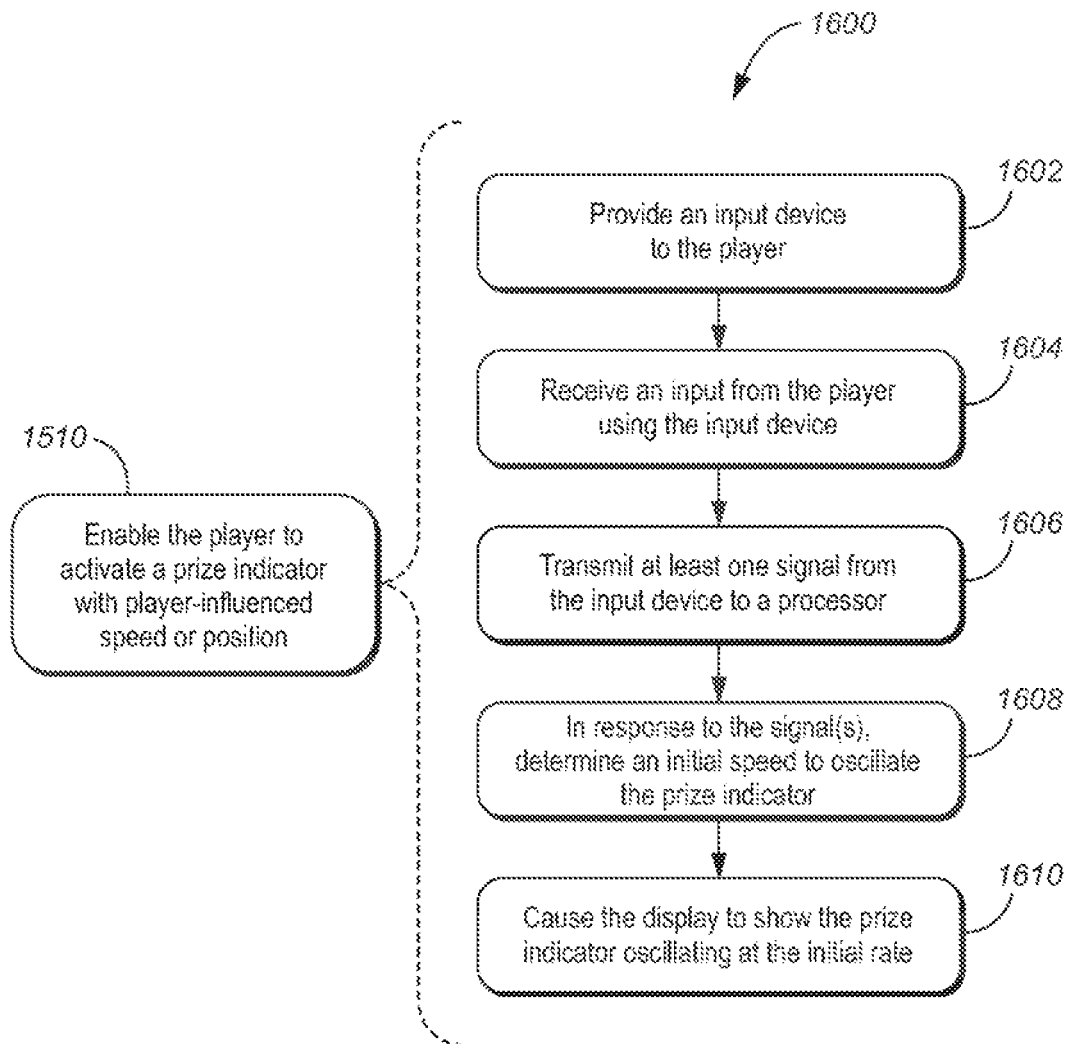 1600
1602
Provide an input device
to the player
1604
Receive an input from the player
using the input device
1510
Enable the player to
activate a prize indicator
with player-influenced
speed or position
1606
Transmit at least one signal from
the input device to a processor
1608
In response to the signal(s),
determine an initial speed to oscillate
the prize indicator
1610
Cause the display to show the prize
indicator oscillating at the initial rate